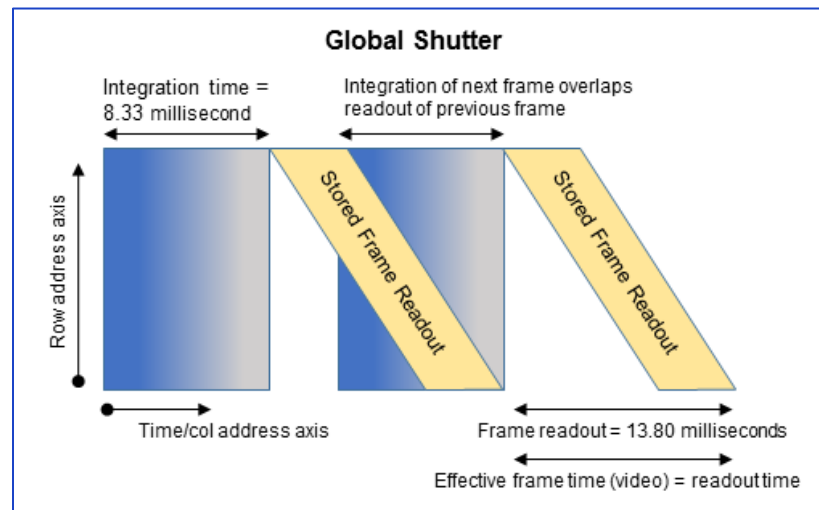 Global Shutter
Integration time =
8.33 millisecond
Integration of next frame overlaps
readout of previous frame
Row address axis
Stored Frame Readout
Stored Frame Readout
Time/col address axis
Frame readout = 13.80 milliseconds
Effective frame time (video) = readout time